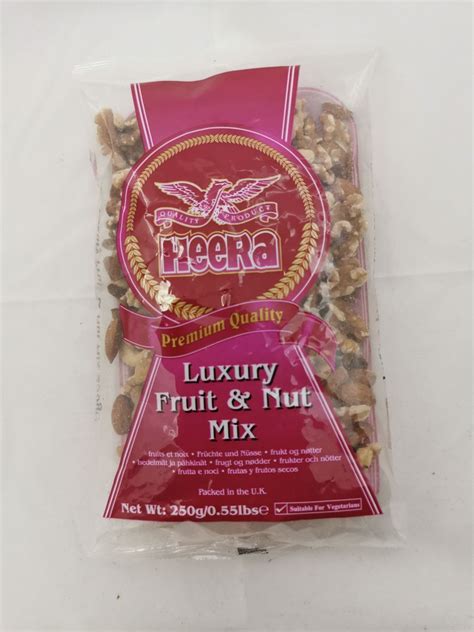 QUALITY PRODUCT
HEERA
Premium Quality
Luxury
Fruit & Nut
Mix
fruits et noix • Früchte und Nüsse • frukt og nøtter
• hedelmät ja pähkinät • frugt og nødder • frukter och nötter
• frutta e noci • frutas y frutos secos
Packed in the U.K.
Net Wt: 250g/0.55lbs℮
Suitable For Vegetarians